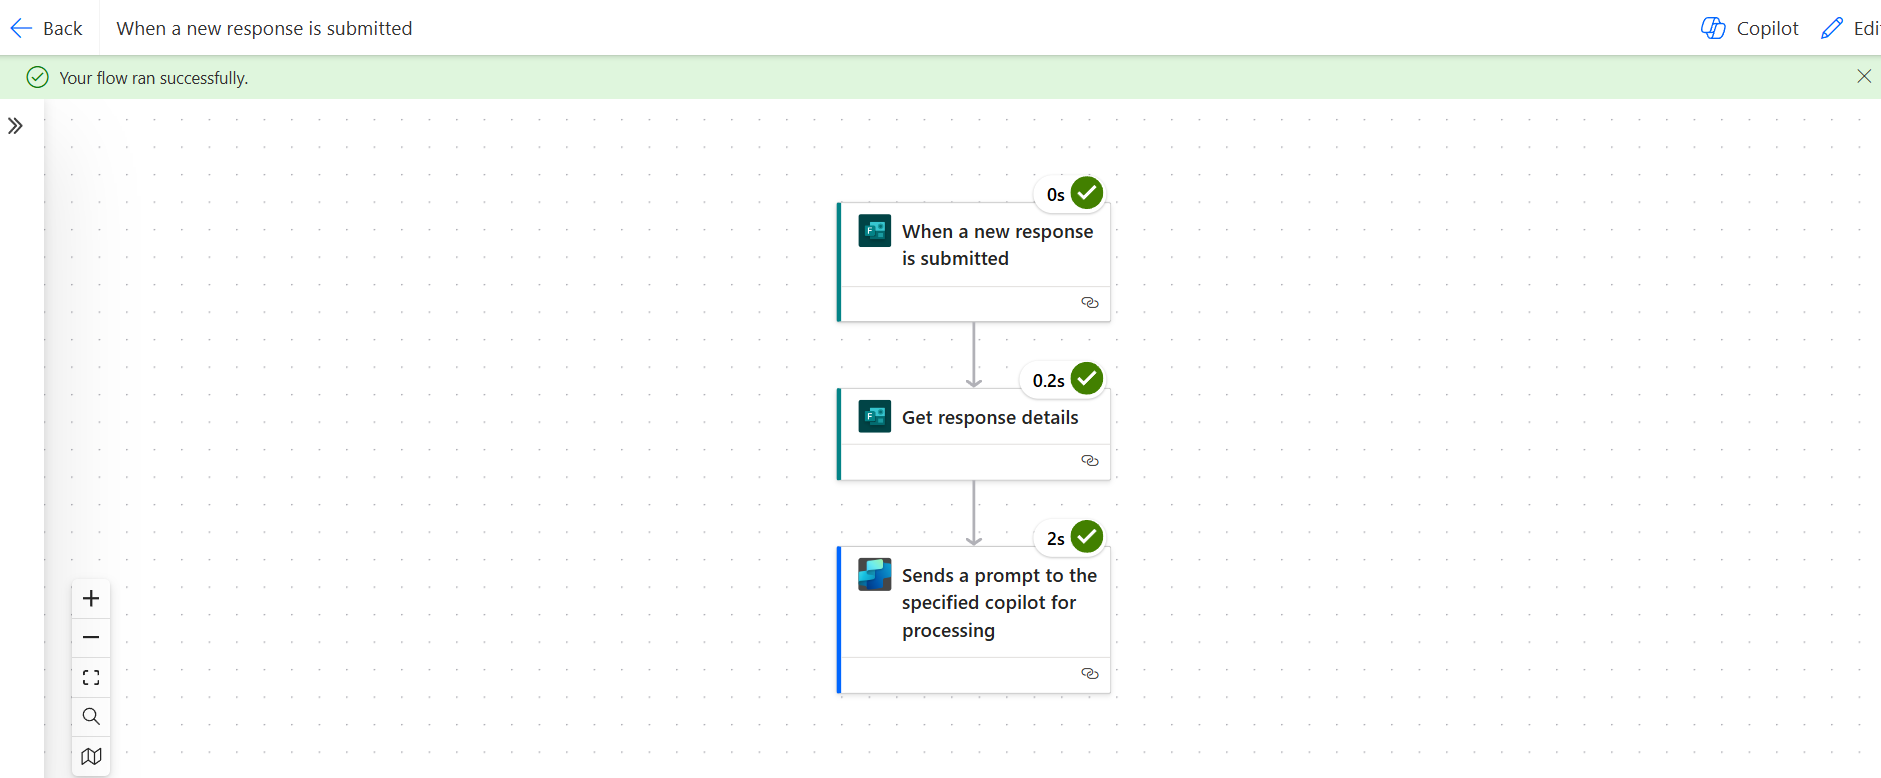 Back
When a new response is submitted
Copilot
Edi
Your flow ran successfully.
0s
F
When a new response
is submitted
0.2s
F
Get response details
2s
Sends a prompt to the
specified copilot for
processing